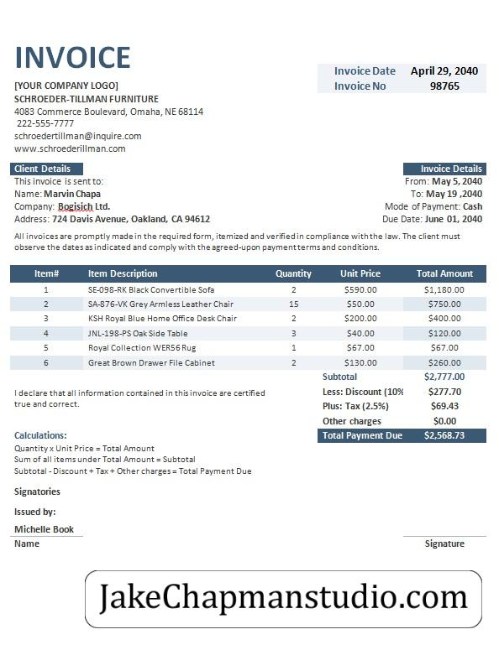 INVOICE
Invoice Date April 29, 2040
Invoice No 98765
[YOUR COMPANY LOGO]
SCHROEDER-TILLMAN FURNITURE
4083 Commerce Boulevard, Omaha, NE 68114
222-555-7777
schroedertillman@inquire.com
www.schroederillman.com
Client Details Invoice Details
This invoice is sent to: From: May 5, 2040
Name: Marvin Chapa To: May 19 ,2040
Company: Bogisich Ltd. Mode of Payment: Cash
Address: 724 Davis Avenue, Oakland, CA 94612 Due Date: June 01, 2040
All invoices are promptly made in the required form, itemized and verified in compliance with the law. The client must
observe the dates as indicated and comply with the agreed-upon payment terms and conditions.
Item# Item Description Quantity Unit Price Total Amount
1 SE-098-RK Black Convertible Sofa 2 $590.00 $1,180.00
2 SA-876-VK Grey Armless Leather Chair 15 $50.00 $750.00
3 KSH Royal Blue Home Office Desk Chair 2 $200.00 $400.00
4 JNL-198-PS Oak Side Table 3 $40.00 $120.00
5 Royal Collection WER56 Rug 1 $67.00 $67.00
6 Great Brown Drawer File Cabinet 2 $130.00 $260.00
Subtotal $2,777.00
I declare that all information contained in this invoice are certified
true and correct.
Less: Discount (10% $277.70
Plus: Tax (2.5%) $69.43
Other charges $0.00
Calculations: Total Payment Due $2,568.73
Quantity x Unit Price = Total Amount
Sum of all items under Total Amount = Subtotal
Subtotal - Discount + Tax + Other charges = Total Payment Due
Signatories
Issued by:
Michelle Book
Name Signature
JakeChapmanstudio.com